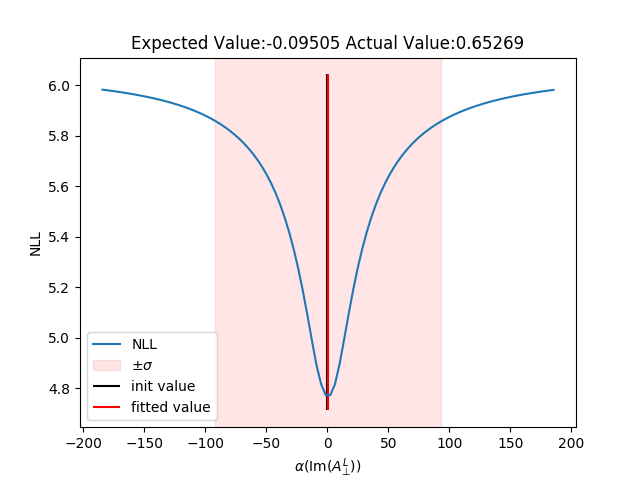 Expected Value:-0.09505 Actual Value:0.65269
NLL
6.0
5.8
5.6
5.4
5.2
5.0
4.8
NLL
±σ
init value
fitted value
−200 −150 −100 −50 0 50 100 150 200
α(Im(A⊥ᴸ))